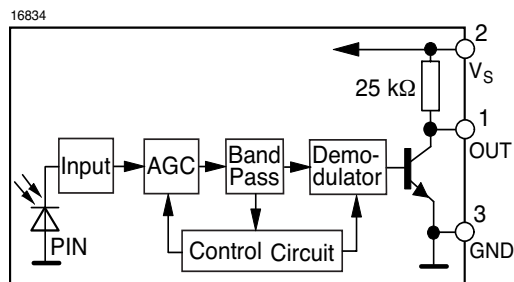 16834
2
V_S
25 kΩ
1
OUT
Input
AGC
Band
Pass
Demo-
dulator
PIN
Control Circuit
3
GND